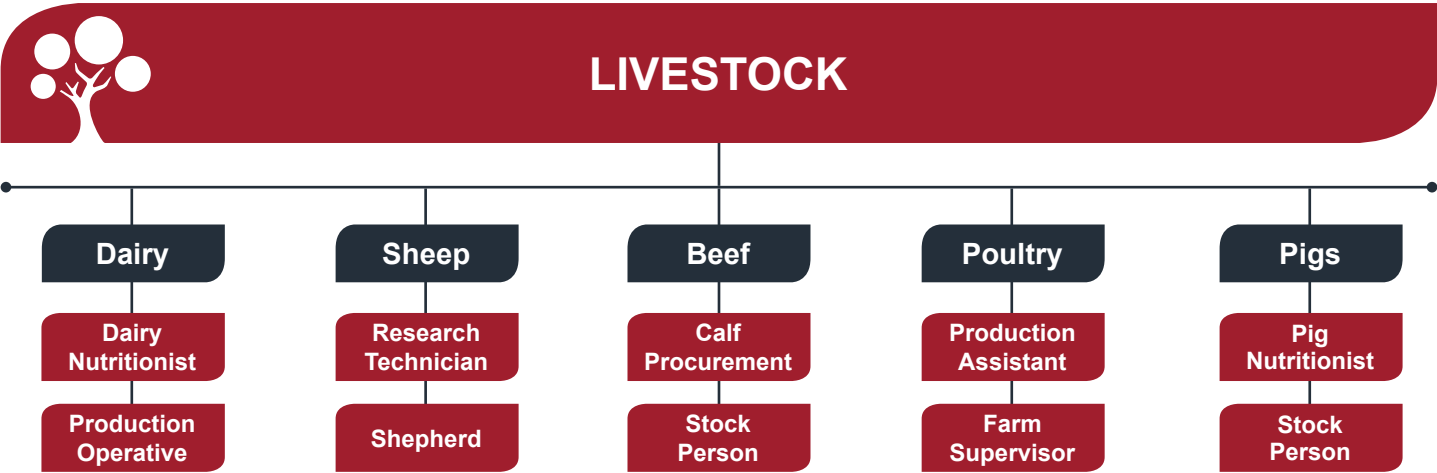 LIVESTOCK
Dairy
Sheep
Beef
Poultry
Pigs
Dairy
Nutritionist
Research
Technician
Calf
Procurement
Production
Assistant
Pig
Nutritionist
Production
Operative
Shepherd
Stock
Person
Farm
Supervisor
Stock
Person